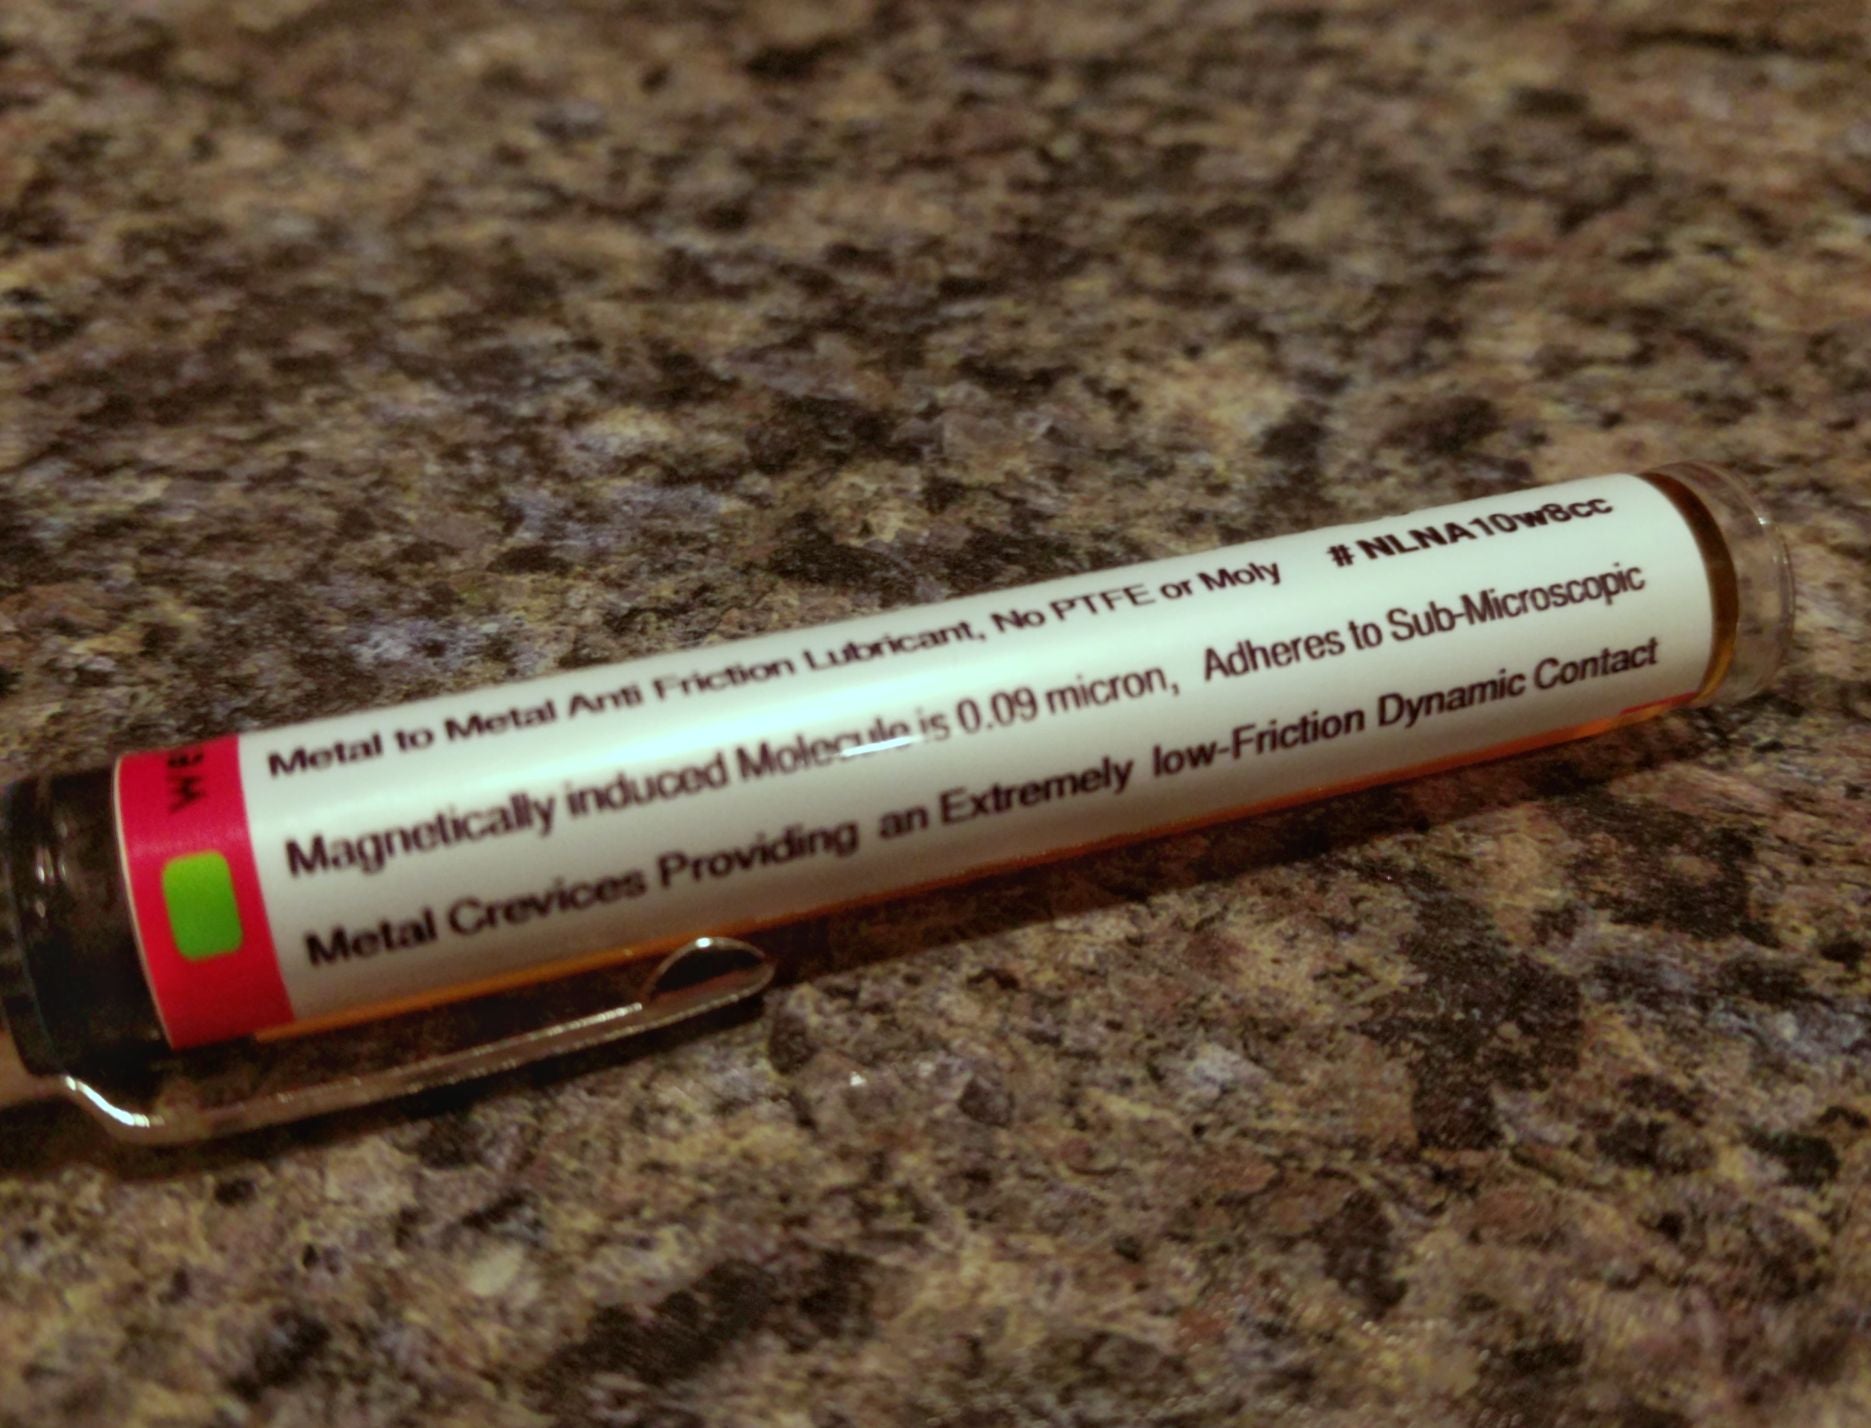 Metal to Metal Anti Friction Lubricant, No PTFE or Moly # NLNA10w8cc
Magnetically induced Molecule is 0.09 micron, Adheres to Sub-Microscopic
Metal Crevices Providing an Extremely low-Friction Dynamic Contact